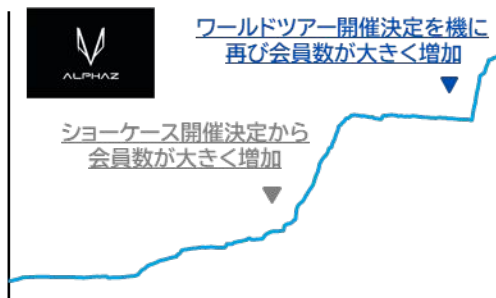 ALPHAZ
ワールドツアー開催決定を機に
再び会員数が大きく増加
ショーケース開催決定から
会員数が大きく増加